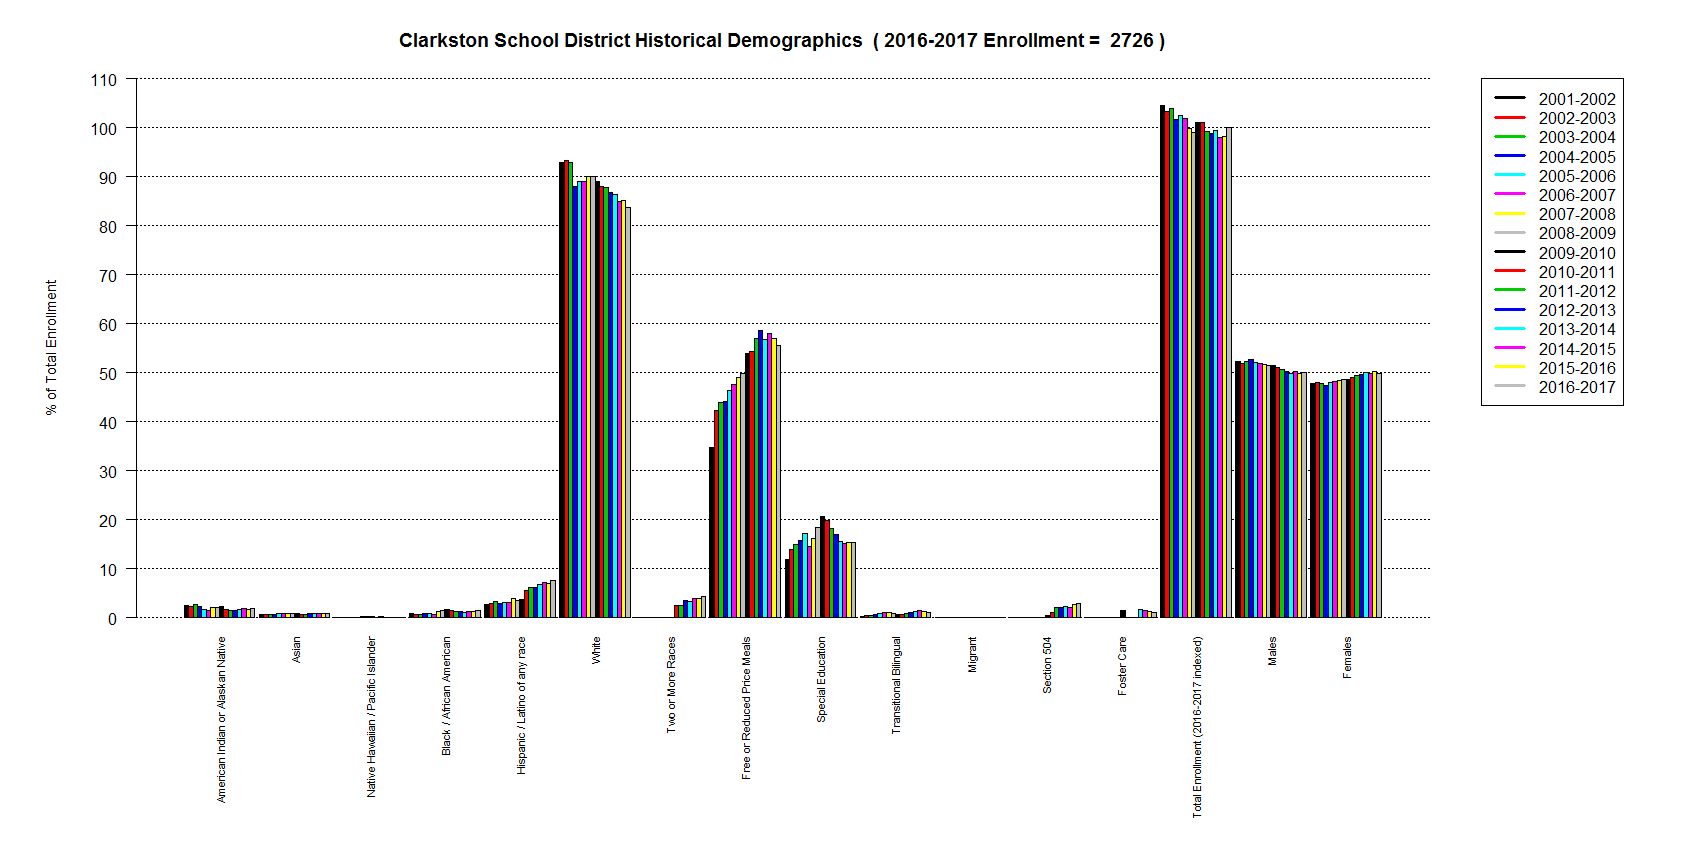 Clarkston School District Historical Demographics ( 2016-2017 Enrollment = 2726 )
% of Total Enrollment
110
100
90
80
70
60
50
40
30
20
10
0
American Indian or Alaskan Native
Asian
Native Hawaiian / Pacific Islander
Black / African American
Hispanic / Latino of any race
White
Two or More Races
Free or Reduced Price Meals
Special Education
Transitional Bilingual
Migrant
Section 504
Foster Care
Total Enrollment (2016-2017 indexed)
Males
Females
2001-2002
2002-2003
2003-2004
2004-2005
2005-2006
2006-2007
2007-2008
2008-2009
2009-2010
2010-2011
2011-2012
2012-2013
2013-2014
2014-2015
2015-2016
2016-2017